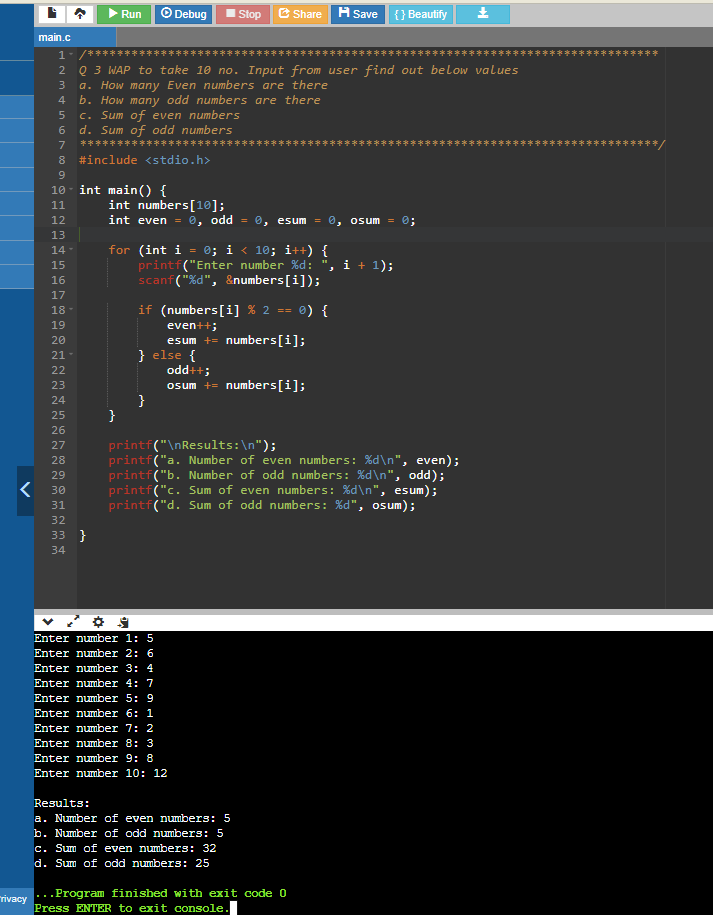 Run Debug Stop Share Save {} Beautify
main.c
1 /******************************************************************************
2 Q 3 WAP to take 10 no. Input from user find out below values
3 a. How many Even numbers are there
4 b. How many odd numbers are there
5 c. Sum of even numbers
6 d. Sum of odd numbers
7 *******************************************************************************/
8 #include <stdio.h>
9
10 int main() {
11 int numbers[10];
12 int even = 0, odd = 0, esum = 0, osum = 0;
13
14 for (int i = 0; i < 10; i++) {
15 printf("Enter number %d: ", i + 1);
16 scanf("%d", &numbers[i]);
17
18 if (numbers[i] % 2 == 0) {
19 even++;
20 esum += numbers[i];
21 } else {
22 odd++;
23 osum += numbers[i];
24 }
25 }
26
27 printf("\nResults:\n");
28 printf("a. Number of even numbers: %d\n", even);
29 printf("b. Number of odd numbers: %d\n", odd);
30 printf("c. Sum of even numbers: %d\n", esum);
31 printf("d. Sum of odd numbers: %d", osum);
32
33 }
34
Enter number 1: 5
Enter number 2: 6
Enter number 3: 4
Enter number 4: 7
Enter number 5: 9
Enter number 6: 1
Enter number 7: 2
Enter number 8: 3
Enter number 9: 8
Enter number 10: 12
Results:
a. Number of even numbers: 5
b. Number of odd numbers: 5
c. Sum of even numbers: 32
d. Sum of odd numbers: 25
...Program finished with exit code 0
Press ENTER to exit console.
rivacy